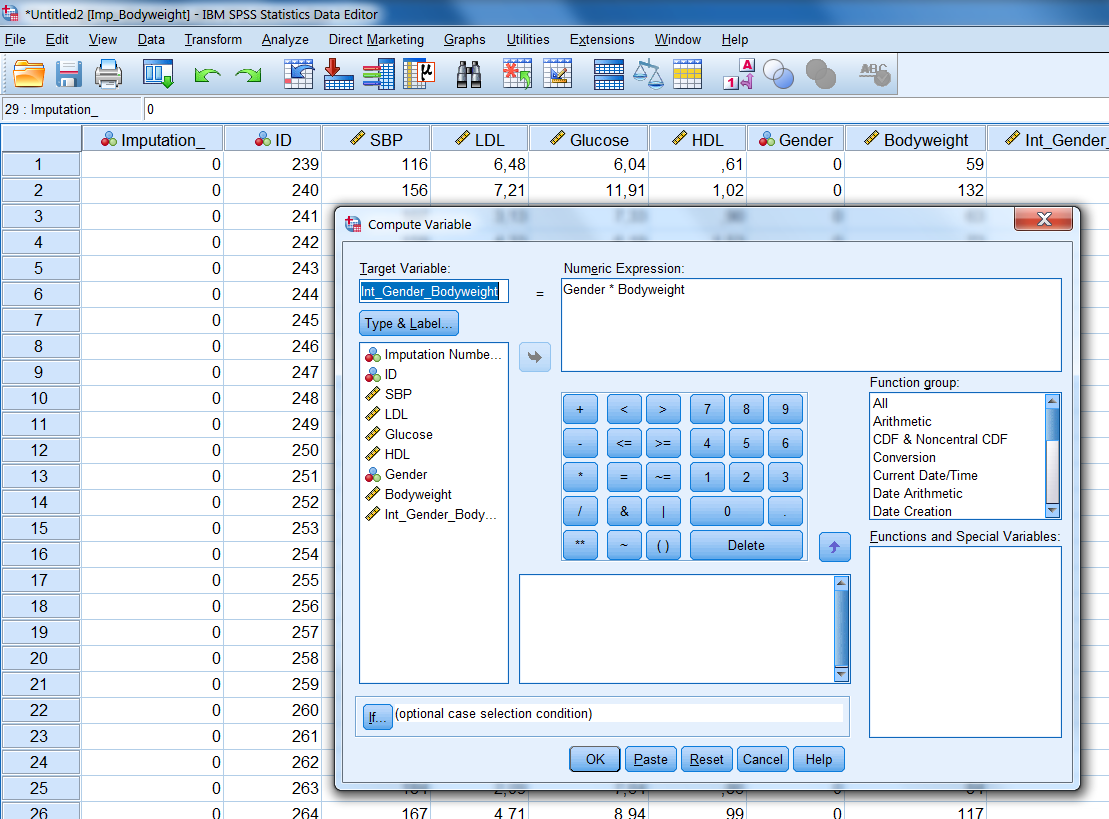 *Untitled2 [Imp_Bodyweight] - IBM SPSS Statistics Data Editor
File Edit View Data Transform Analyze Direct Marketing Graphs Utilities Extensions Window Help
29 : Imputation_ 0
Imputation_ ID SBP LDL Glucose HDL Gender Bodyweight Int_Gender_
1 0 239 116 6,48 6,04 ,61 0 59
2 0 240 156 7,21 11,91 1,02 0 132
3 0 241
4 0 242
5 0 243
6 0 244
7 0 245
8 0 246
9 0 247
10 0 248
11 0 249
12 0 250
13 0 251
14 0 252
15 0 253
16 0 254
17 0 255
18 0 256
19 0 257
20 0 258
21 0 259
22 0 260
23 0 261
24 0 262
25 0 263
26 0 264 167 4,71 8,94 ,99 0 117
Compute Variable
Target Variable:
Int_Gender_Bodyweight
=
Numeric Expression:
Gender * Bodyweight
Type & Label...
Imputation Numbe...
ID
SBP
LDL
Glucose
HDL
Gender
Bodyweight
Int_Gender_Body...
+ < > 7 8 9
- <= >= 4 5 6
* = ~= 1 2 3
/ & | 0 .
** ~ ( ) Delete
Function group:
All
Arithmetic
CDF & Noncentral CDF
Conversion
Current Date/Time
Date Arithmetic
Date Creation
Functions and Special Variables:
If... (optional case selection condition)
OK Paste Reset Cancel Help